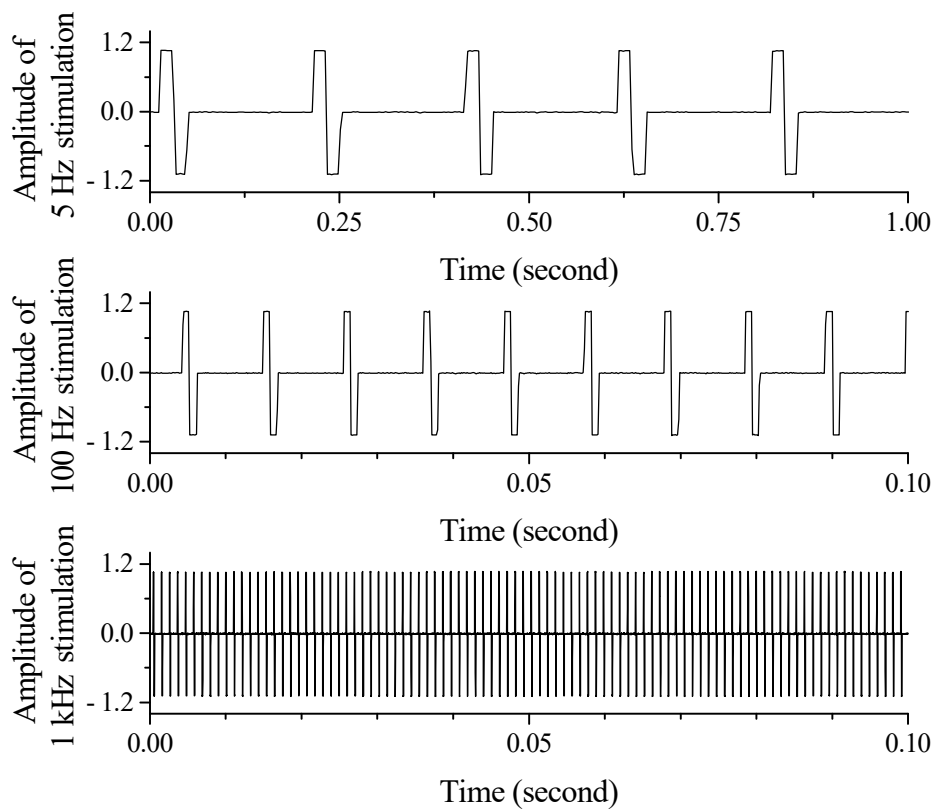 Amplitude of
5 Hz stimulation
1.2
0.0
- 1.2
0.00 0.25 0.50 0.75 1.00
Time (second)
Amplitude of
100 Hz stimulation
1.2
0.0
- 1.2
0.00 0.05 0.10
Time (second)
Amplitude of
1 kHz stimulation
1.2
0.0
- 1.2
0.00 0.05 0.10
Time (second)